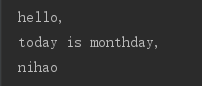 hello,
today is monthday,
nihao